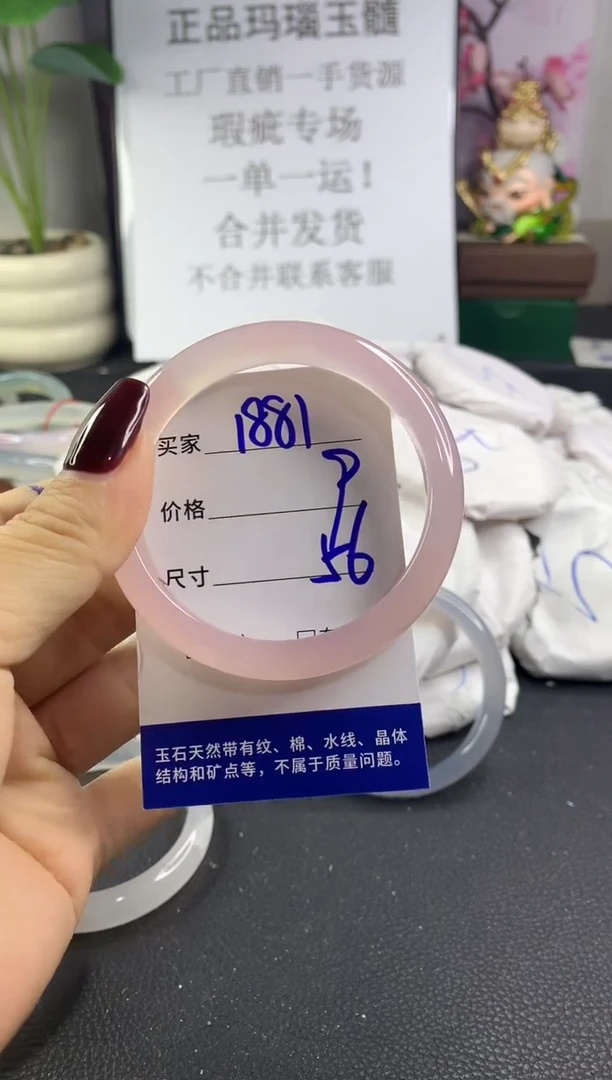 正品玛瑙玉髓
工厂直销一手货源
瑕疵专场
一单一运！
合并发货
不合并联系客服
买家 1881
价格
尺寸 56
玉石天然带有纹、棉、水线、晶体
结构和矿点等，不属于质量问题。